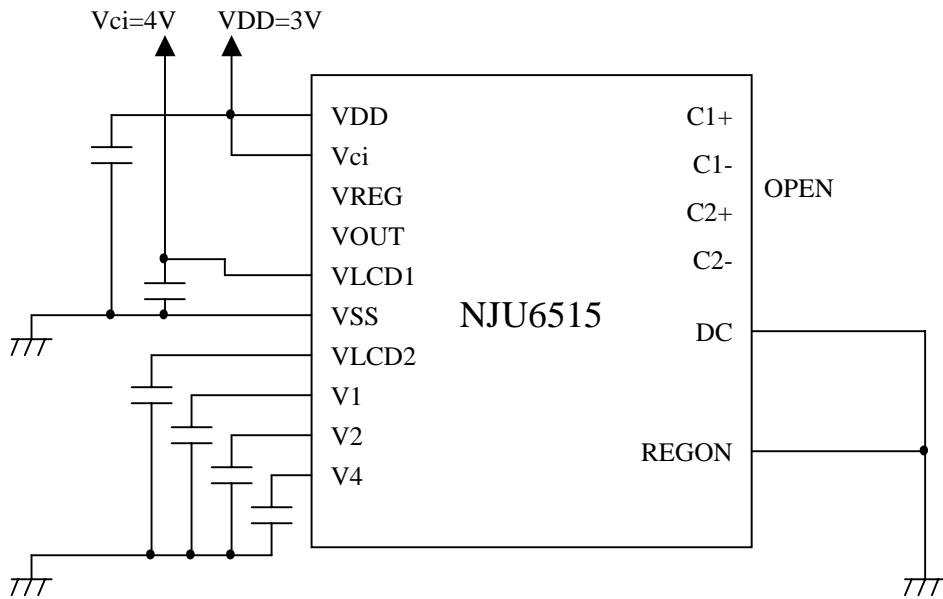 Vci=4V
VDD=3V
VDD
Vci
VREG
VOUT
VLCD1
VSS
VLCD2
V1
V2
V4
NJU6515
C1+
C1-
C2+
C2-
OPEN
DC
REGON